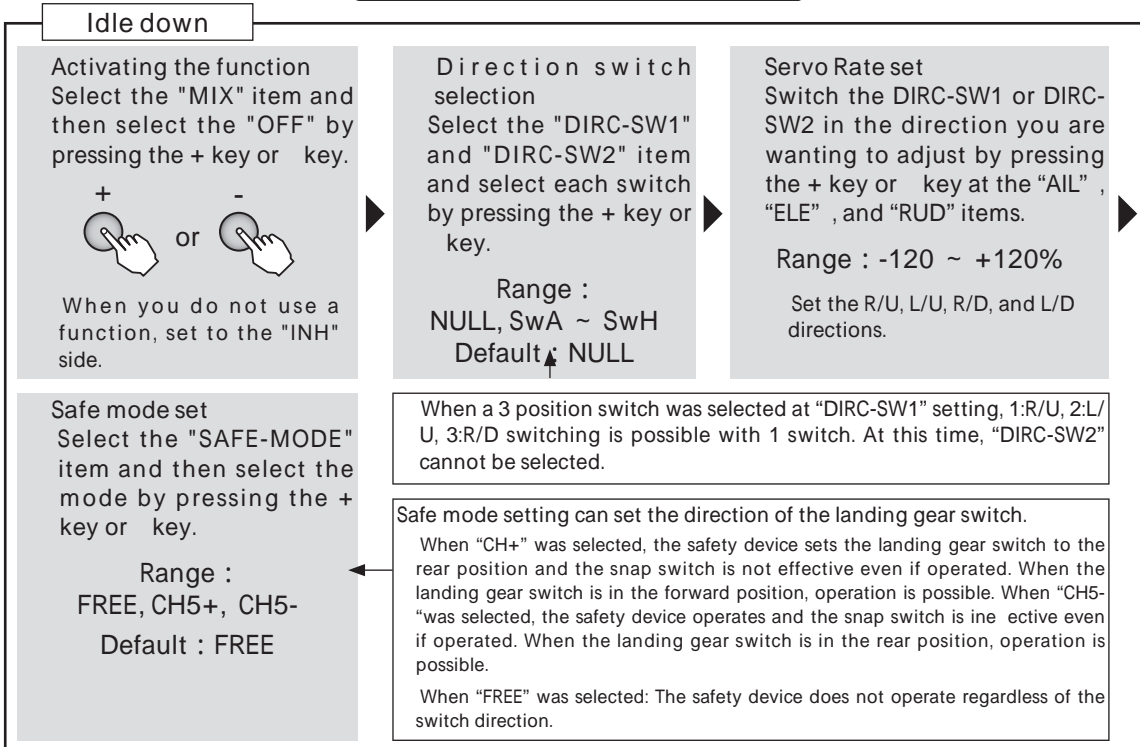 Idle down
Activating the function
Select the "MIX" item and
then select the "OFF" by
pressing the + key or key.
+ -
or
When you do not use a
function, set to the "INH"
side.
Direction switch
selection
Select the "DIRC-SW1"
and "DIRC-SW2" item
and select each switch
by pressing the + key or
key.
Range :
NULL, SwA ~ SwH
Default : NULL
Servo Rate set
Switch the DIRC-SW1 or DIRC-
SW2 in the direction you are
wanting to adjust by pressing
the + key or key at the “AIL” ,
“ELE” , and “RUD” items.
Range : -120 ~ +120%
Set the R/U, L/U, R/D, and L/D
directions.
Safe mode set
Select the "SAFE-MODE"
item and then select the
mode by pressing the +
key or key.
Range :
FREE, CH5+, CH5-
Default : FREE
When a 3 position switch was selected at “DIRC-SW1” setting, 1:R/U, 2:L/
U, 3:R/D switching is possible with 1 switch. At this time, “DIRC-SW2”
cannot be selected.
Safe mode setting can set the direction of the landing gear switch.
When “CH+” was selected, the safety device sets the landing gear switch to the
rear position and the snap switch is not effective even if operated. When the
landing gear switch is in the forward position, operation is possible. When “CH5-
“was selected, the safety device operates and the snap switch is ine ective even
if operated. When the landing gear switch is in the rear position, operation is
possible.
When “FREE” was selected: The safety device does not operate regardless of the
switch direction.